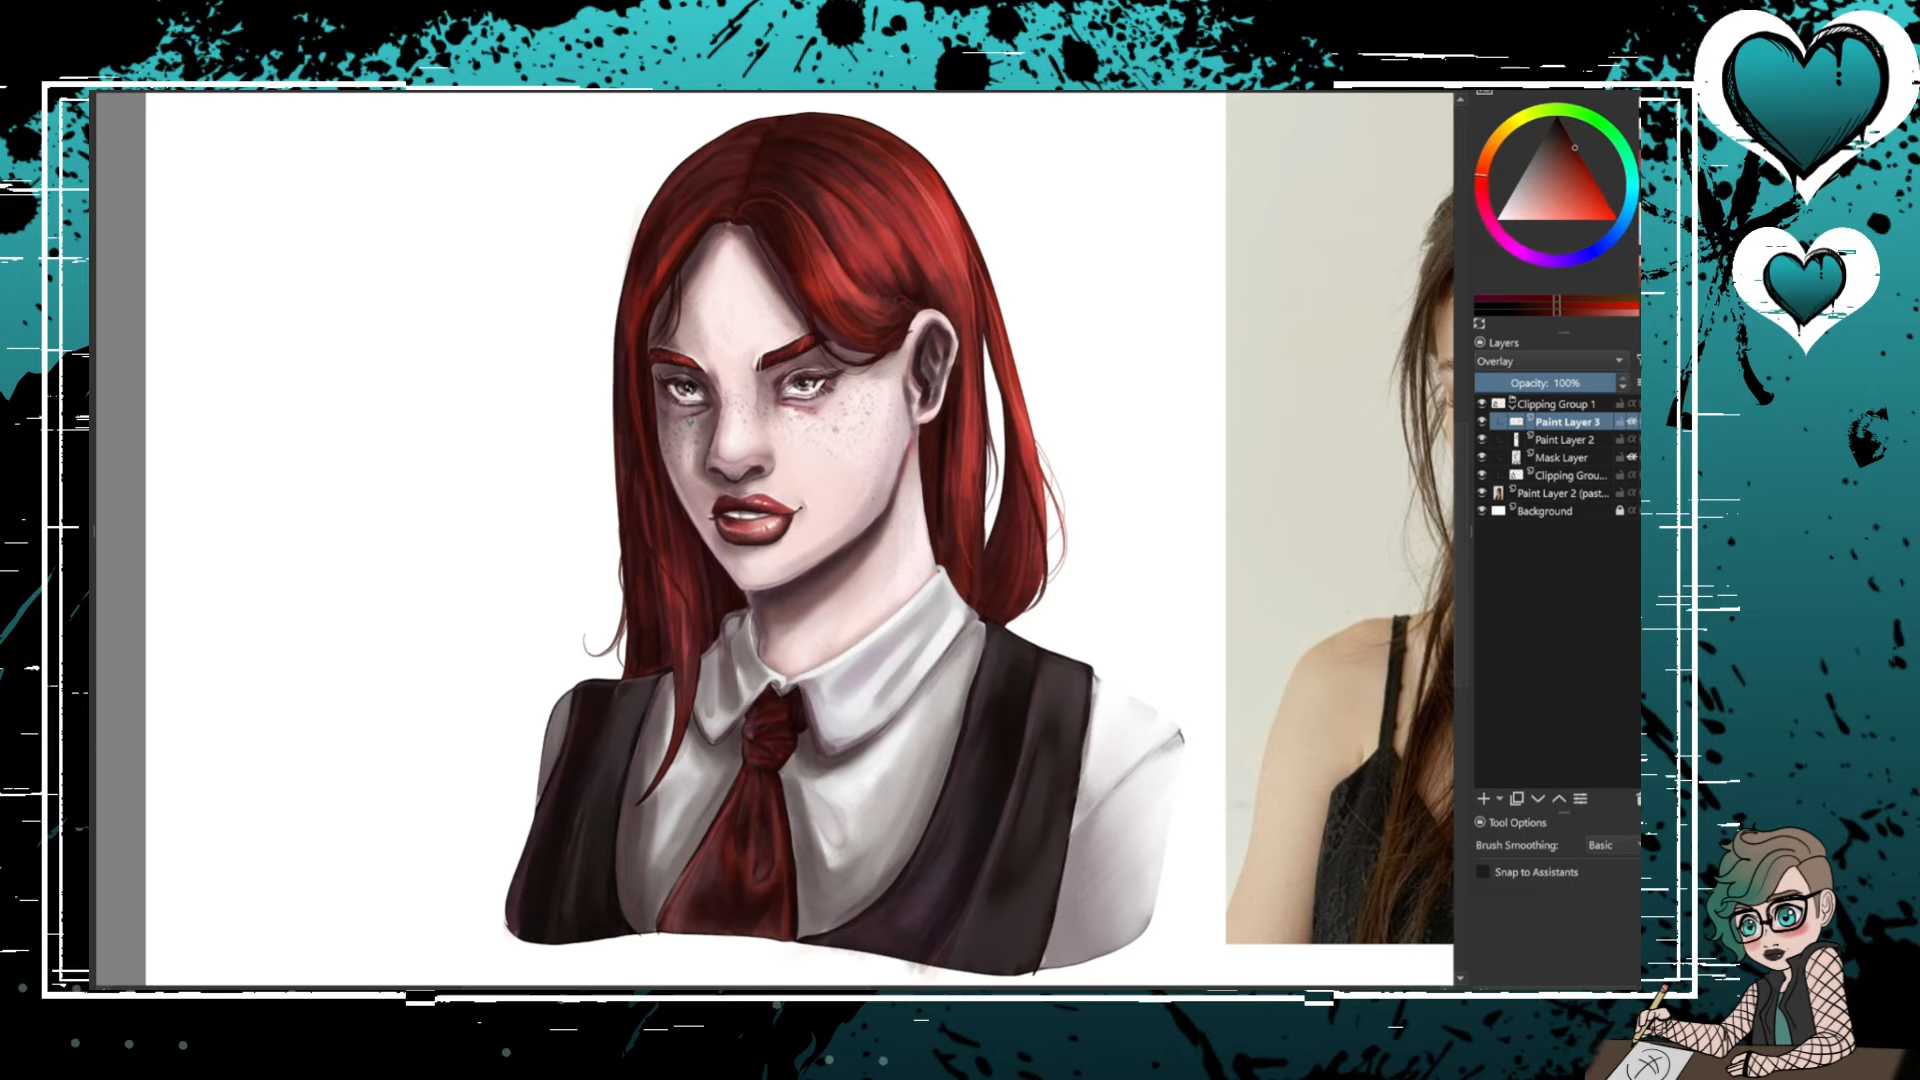 Layers
Overlay
Opacity: 100%
Clipping Group 1
Paint Layer 3
Paint Layer 2
Mask Layer
Clipping Grou...
Paint Layer 2 (past...
Background
Tool Options
Brush Smoothing: Basic
Snap to Assistants